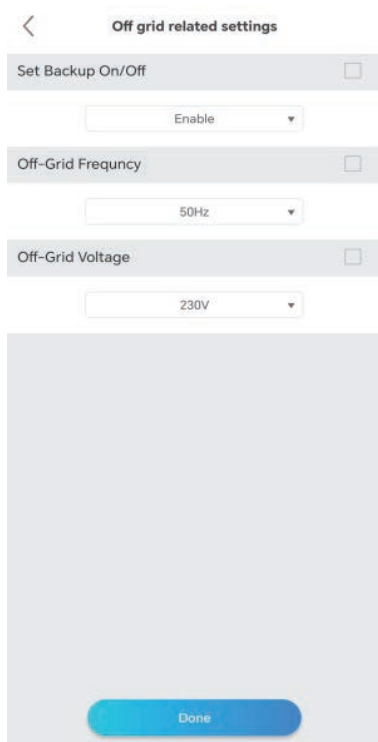 Off grid related settings
Set Backup On/Off
Enable
Off-Grid Frequncy
50Hz
Off-Grid Voltage
230V
Done